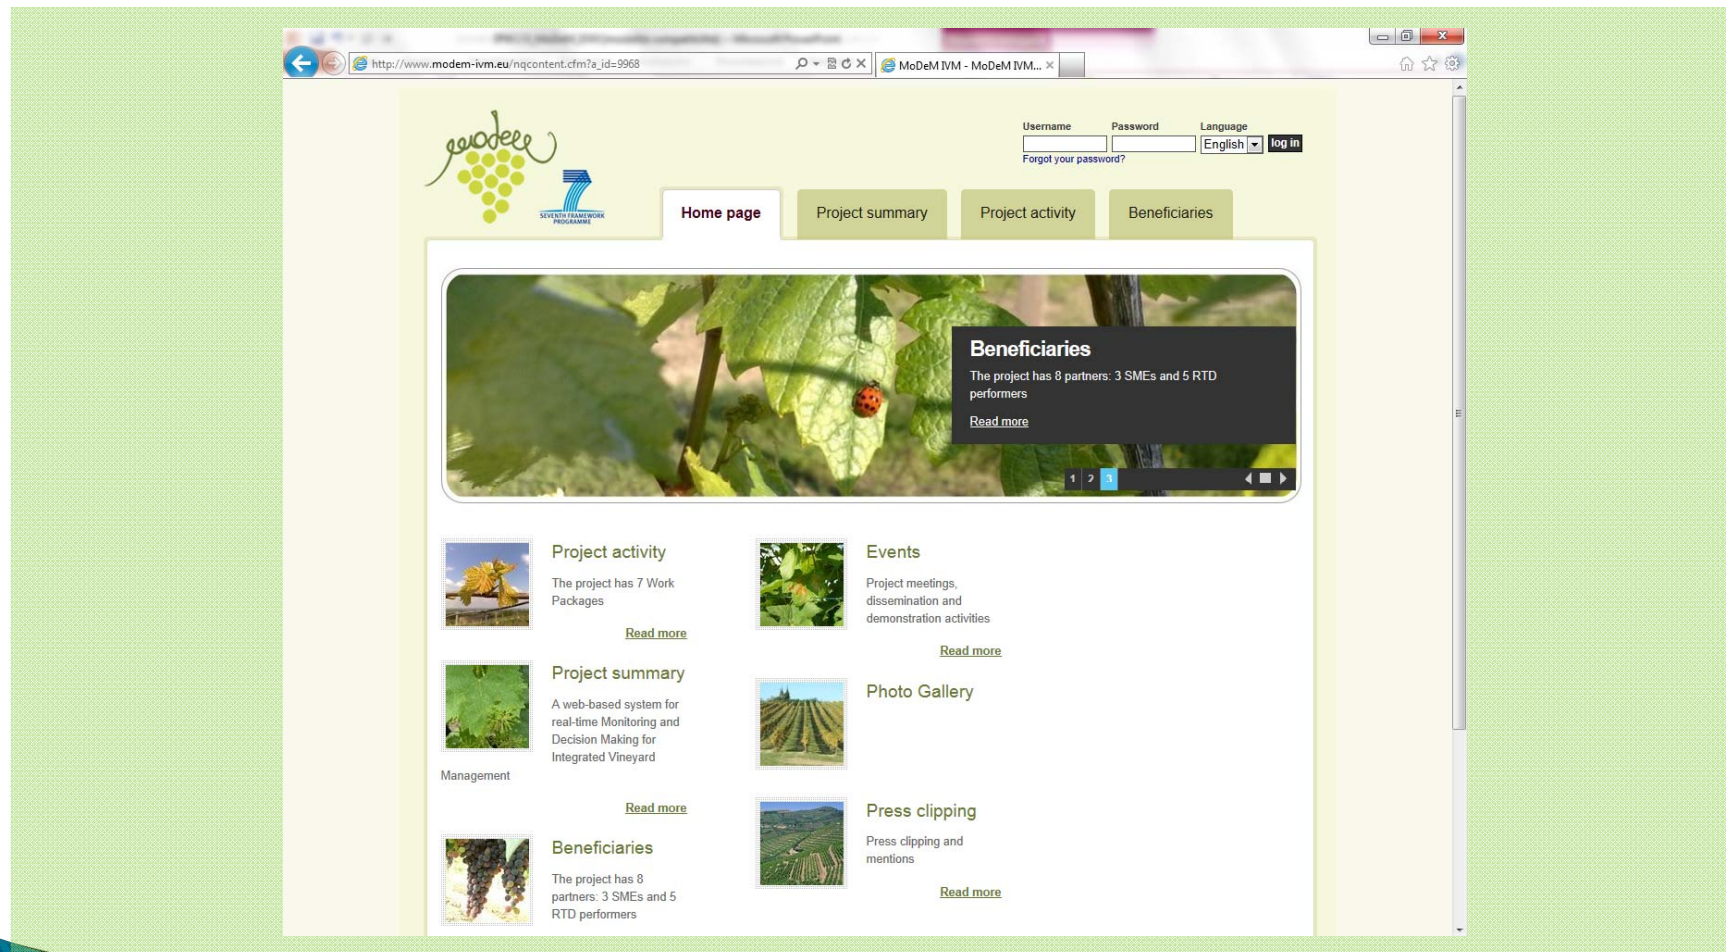 http://www.modem-ivm.eu/nqcontent.cfm?a_id=9968
MoDeM IVM - MoDeM IVM...
modem
Username Password Language
English log in
Forgot your password?
7
SEVENTH FRAMEWORK
PROGRAMME
Home page Project summary Project activity Beneficiaries
Beneficiaries
The project has 8 partners: 3 SMEs and 5 RTD
performers
Read more
1 2 3
Project activity
The project has 7 Work
Packages
Read more
Project summary
A web-based system for
real-time Monitoring and
Decision Making for
Integrated Vineyard
Management
Read more
Beneficiaries
The project has 8
partners: 3 SMEs and 5
RTD performers
Events
Project meetings,
dissemination and
demonstration activities
Read more
Photo Gallery
Press clipping
Press clipping and
mentions
Read more